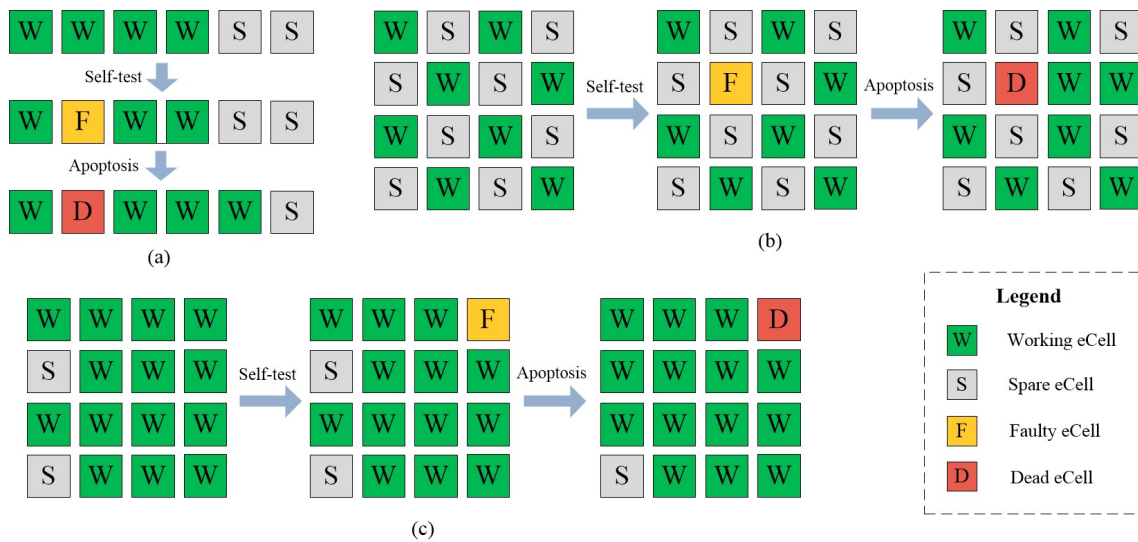 W W W W S S
Self-test
W F W W S S
Apoptosis
W D W W W S
(a)
W S W S
S W S W
W S W S
S W S W
Self-test
W S W S
S F S W
W S W S
S W S W
Apoptosis
W S W S
S D W W
W S W S
S W S W
(b)
W W W W
S W W W
W W W W
S W W W
Self-test
W W W F
S W W W
W W W W
S W W W
Apoptosis
W W W D
W W W W
W W W W
S W W W
(c)
Legend
W Working eCell
S Spare eCell
F Faulty eCell
D Dead eCell